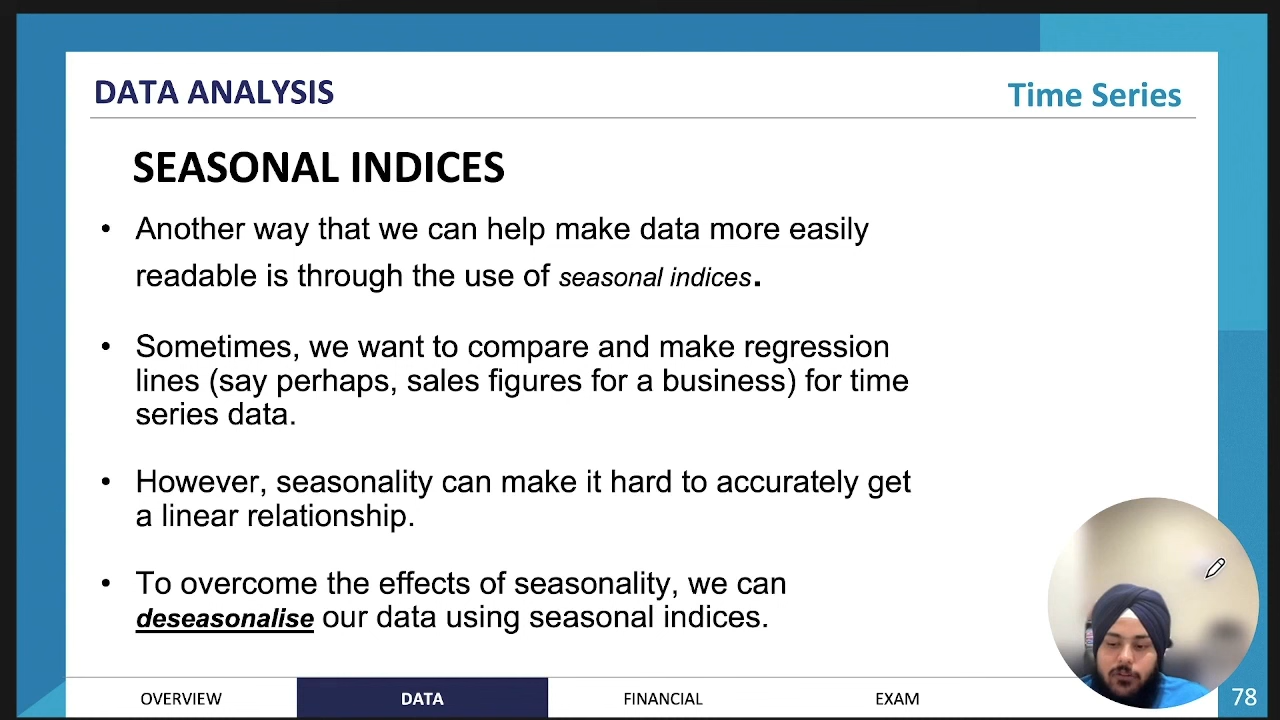 DATA ANALYSIS
Time Series
SEASONAL INDICES
• Another way that we can help make data more easily
readable is through the use of seasonal indices.
• Sometimes, we want to compare and make regression
lines (say perhaps, sales figures for a business) for time
series data.
• However, seasonality can make it hard to accurately get
a linear relationship.
• To overcome the effects of seasonality, we can
deseasonalise our data using seasonal indices.
OVERVIEW DATA FINANCIAL EXAM 78